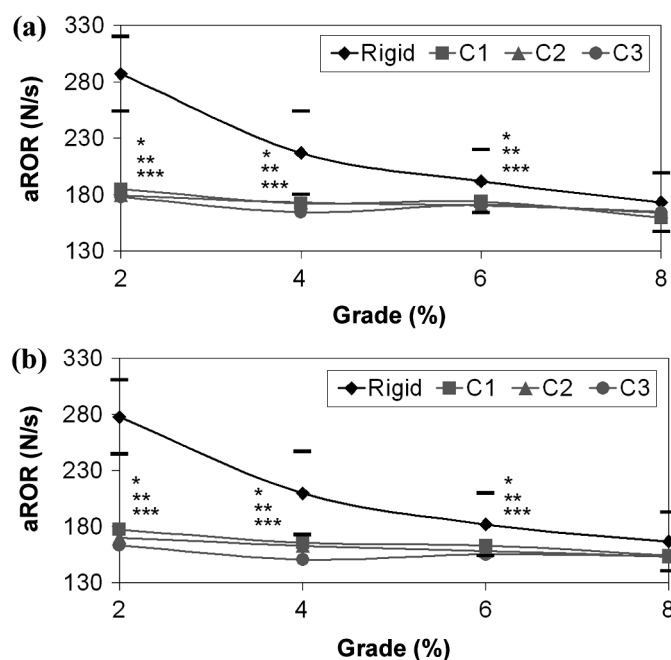 (a)
330
280
230
180
130
aROR (N/s)
Rigid C1 C2 C3
*
**
***
*
**
***
*
**
***
2 4 6 8
Grade (%)
(b)
330
280
230
180
130
aROR (N/s)
Rigid C1 C2 C3
*
**
***
*
**
***
*
**
***
2 4 6 8
Grade (%)